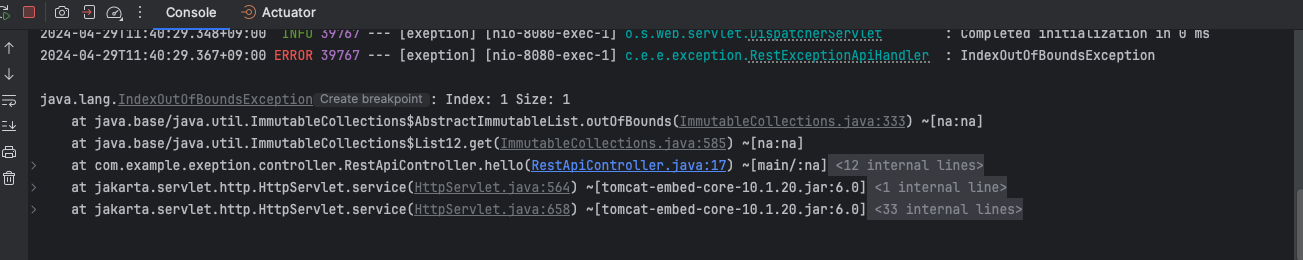 Console Actuator
2024-04-29T11:40:29.348+09:00  INFO 39767 --- [exeption] [nio-8080-exec-1] o.s.web.servlet.DispatcherServlet        : Completed initialization in 0 ms
2024-04-29T11:40:29.367+09:00 ERROR 39767 --- [exeption] [nio-8080-exec-1] c.e.e.exception.RestExceptionApiHandler  : IndexOutOfBoundsException
java.lang.IndexOutOfBoundsException Create breakpoint : Index: 1 Size: 1
at java.base/java.util.ImmutableCollections$AbstractImmutableList.outOfBounds(ImmutableCollections.java:333) ~[na:na]
at java.base/java.util.ImmutableCollections$List12.get(ImmutableCollections.java:585) ~[na:na]
at com.example.exeption.controller.RestApiController.hello(RestApiController.java:17) ~[main/:na] <12 internal lines>
at jakarta.servlet.http.HttpServlet.service(HttpServlet.java:564) ~[tomcat-embed-core-10.1.20.jar:6.0] <1 internal line>
at jakarta.servlet.http.HttpServlet.service(HttpServlet.java:658) ~[tomcat-embed-core-10.1.20.jar:6.0] <33 internal lines>